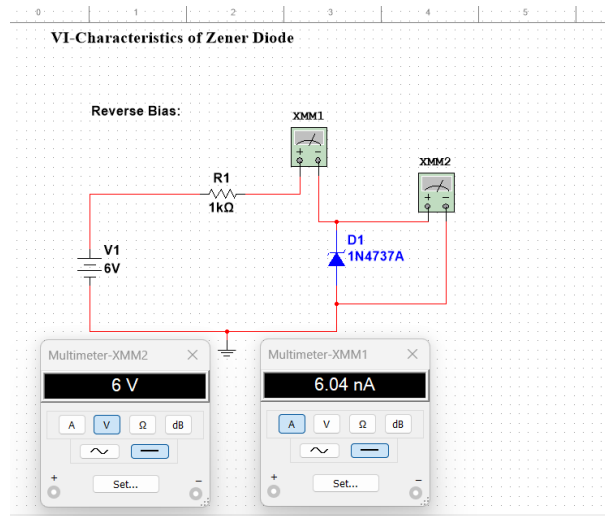 0 1 2 3 4 5
VI-Characteristics of Zener Diode
Reverse Bias:
XMM1
XMM2
R1
1kΩ
V1
6V
D1
1N4737A
Multimeter-XMM2 ×
6 V
A V Ω dB
+ Set... −
Multimeter-XMM1 ×
6.04 nA
A V Ω dB
+ Set... −